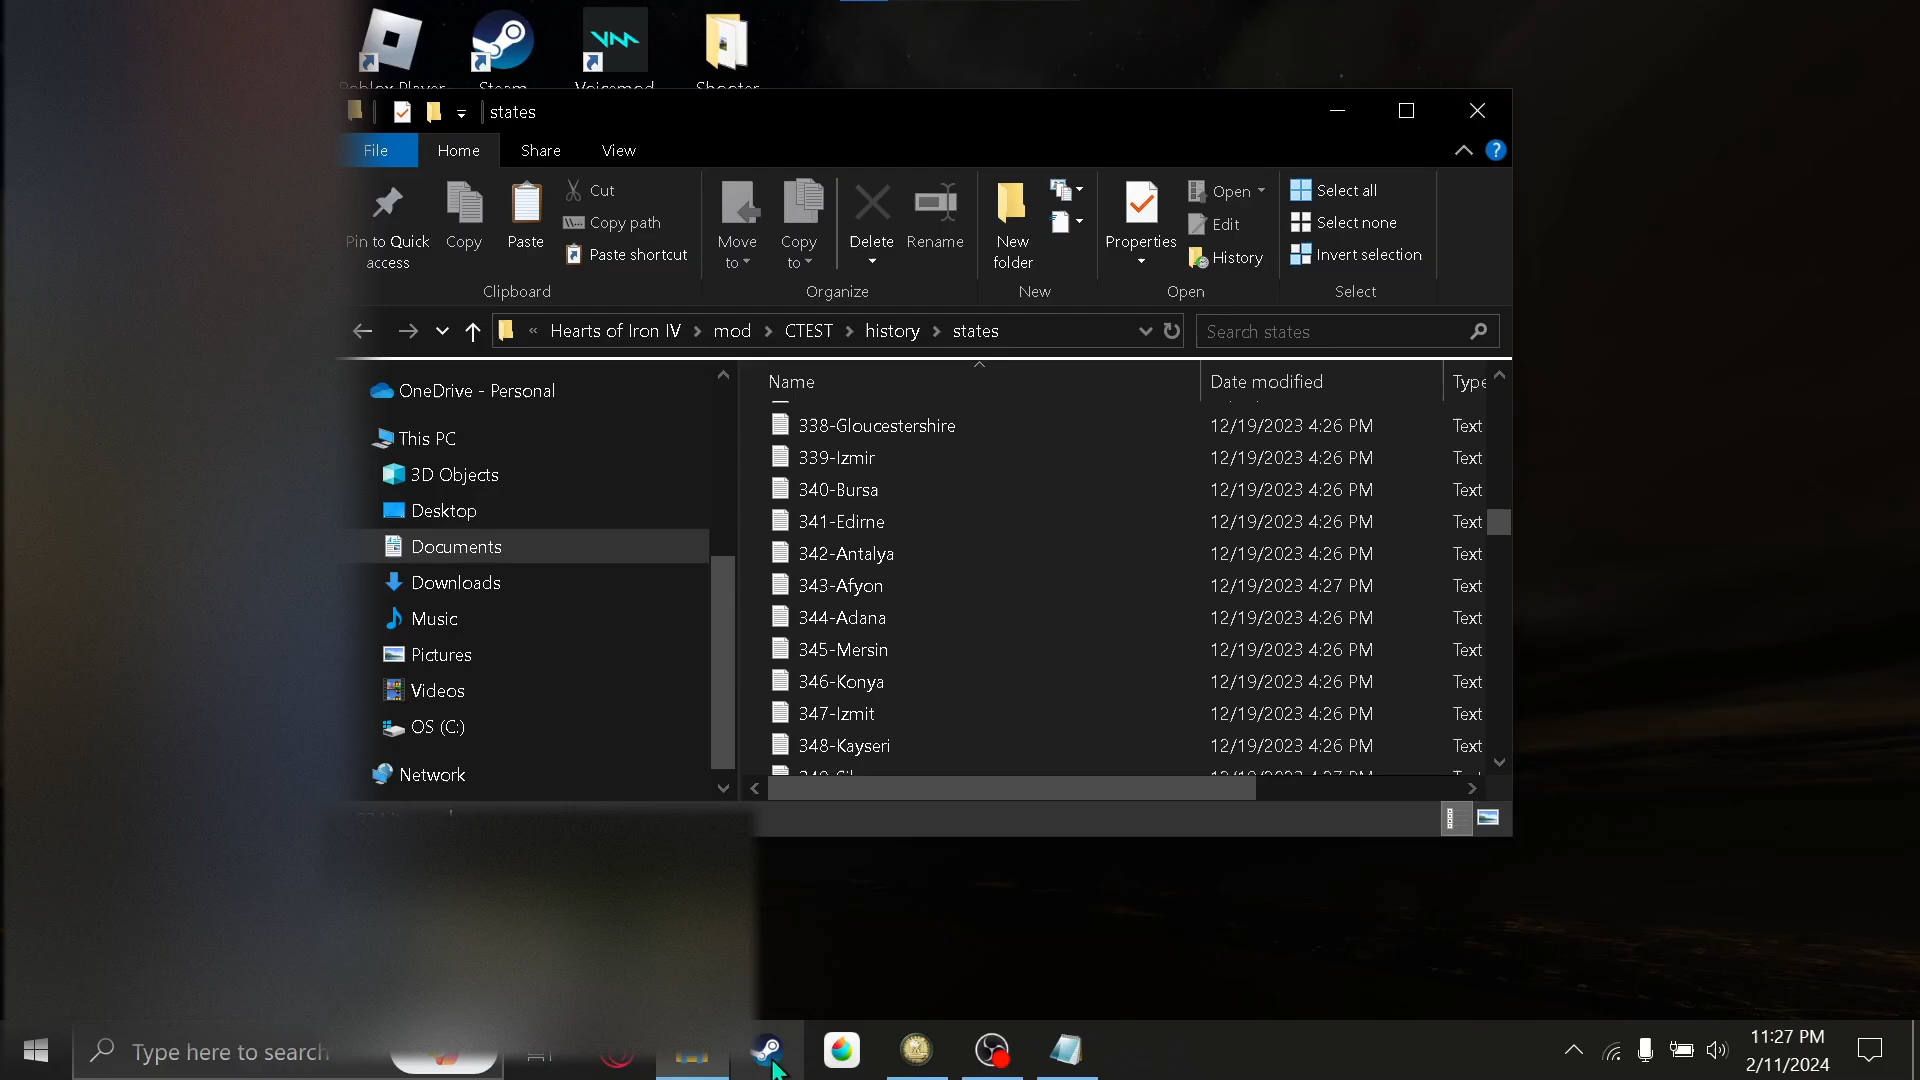 Roblox Player Steam Voicemod Shooter
states
File Home Share View
Pin to Quick access
Copy
Paste
Cut
Copy path
Paste shortcut
Move to
Copy to
Delete
Rename
New folder
Properties
Open
Edit
History
Select all
Select none
Invert selection
Clipboard Organize New Open Select
« Hearts of Iron IV > mod > CTEST > history > states
Search states
OneDrive - Personal
This PC
3D Objects
Desktop
Documents
Downloads
Music
Pictures
Videos
OS (C:)
Network
Name Date modified Type
338-Gloucestershire 12/19/2023 4:26 PM Text
339-Izmir 12/19/2023 4:26 PM Text
340-Bursa 12/19/2023 4:26 PM Text
341-Edirne 12/19/2023 4:26 PM Text
342-Antalya 12/19/2023 4:26 PM Text
343-Afyon 12/19/2023 4:27 PM Text
344-Adana 12/19/2023 4:26 PM Text
345-Mersin 12/19/2023 4:26 PM Text
346-Konya 12/19/2023 4:26 PM Text
347-Izmit 12/19/2023 4:26 PM Text
348-Kayseri 12/19/2023 4:26 PM Text
Type here to search
11:27 PM
2/11/2024